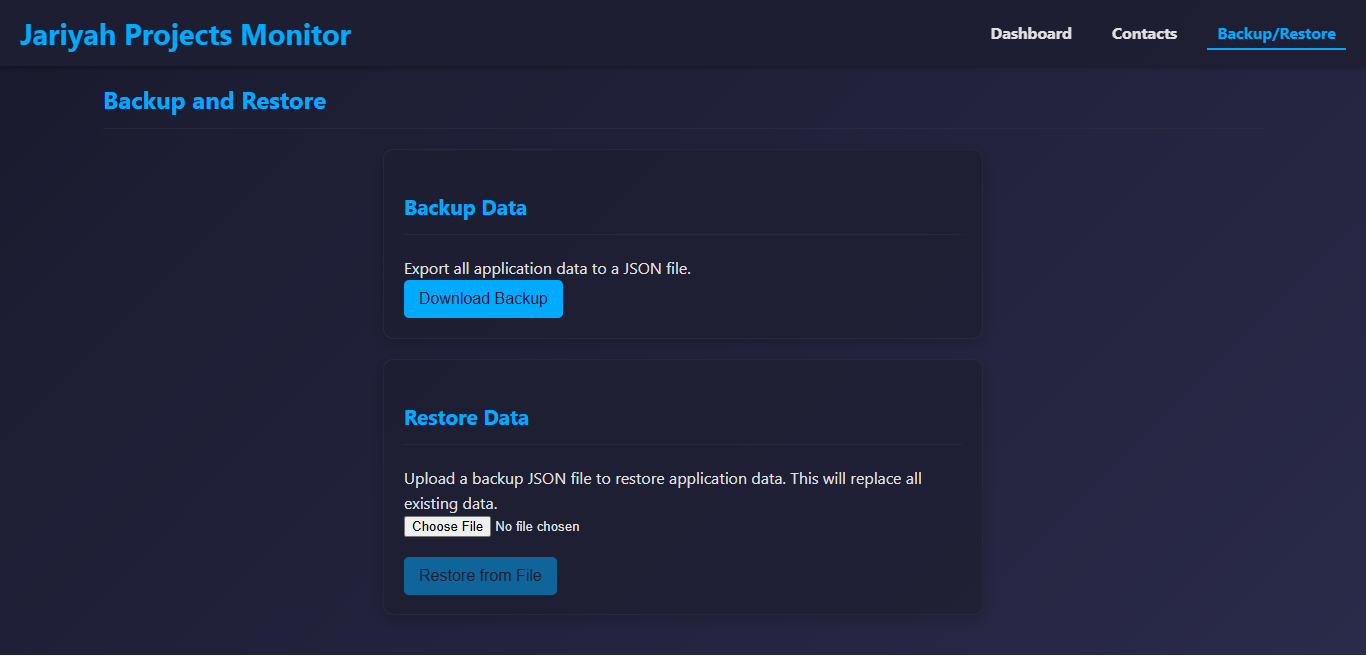 Jariyah Projects Monitor
Dashboard
Contacts
Backup/Restore
Backup and Restore
Backup Data
Export all application data to a JSON file.
Download Backup
Restore Data
Upload a backup JSON file to restore application data. This will replace all
existing data.
Choose File No file chosen
Restore from File